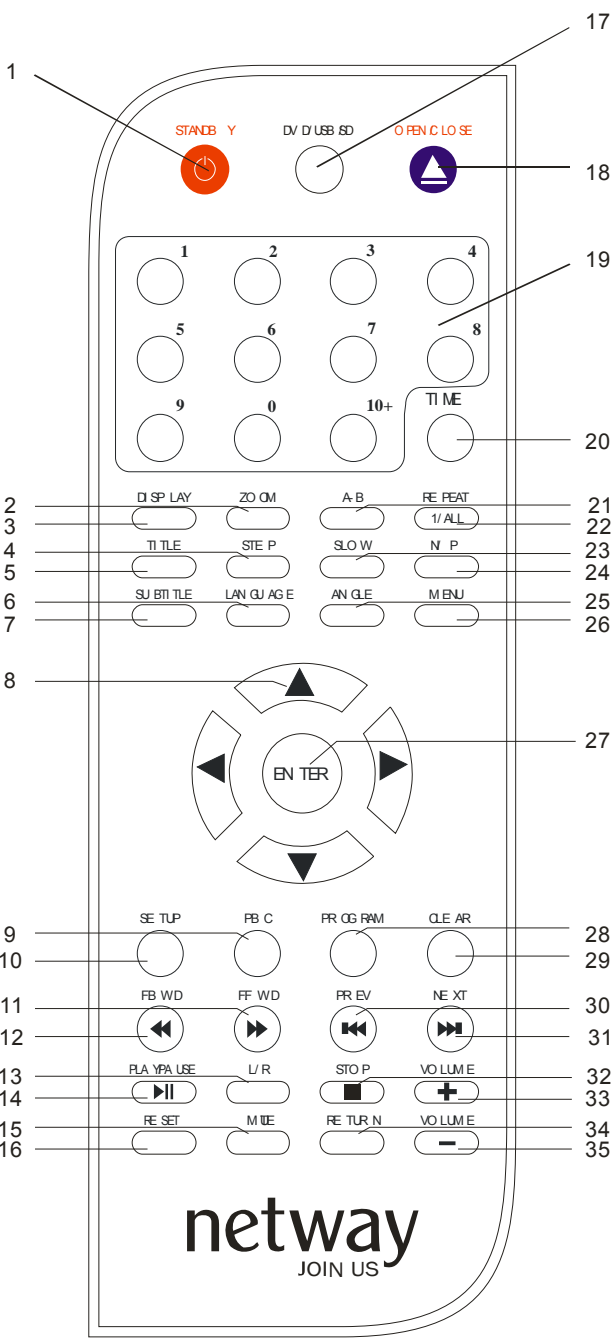 17
1
STANDBY DVD/USB/SD OPEN/CLOSE
18
1 2 3 4
19
5 6 7 8
9 0 10+ TIME
20
DISPLAY ZOOM A-B REPEAT
2 21
3 1/ALL 22
TITLE STEP SLOW N/P
4 23
5 24
SUBTITLE LANGUAGE ANGLE MENU
6 25
7 26
8
27
ENTER
SETUP PBC PROGRAM CLEAR
9 28
10 29
FBWD FFWD PREV NEXT
11 30
12 31
PLAYPAUSE L/R STOP VOLUME
13 32
14 33
RESET MUTE RETURN VOLUME
15 34
16 35
netway
JOIN US